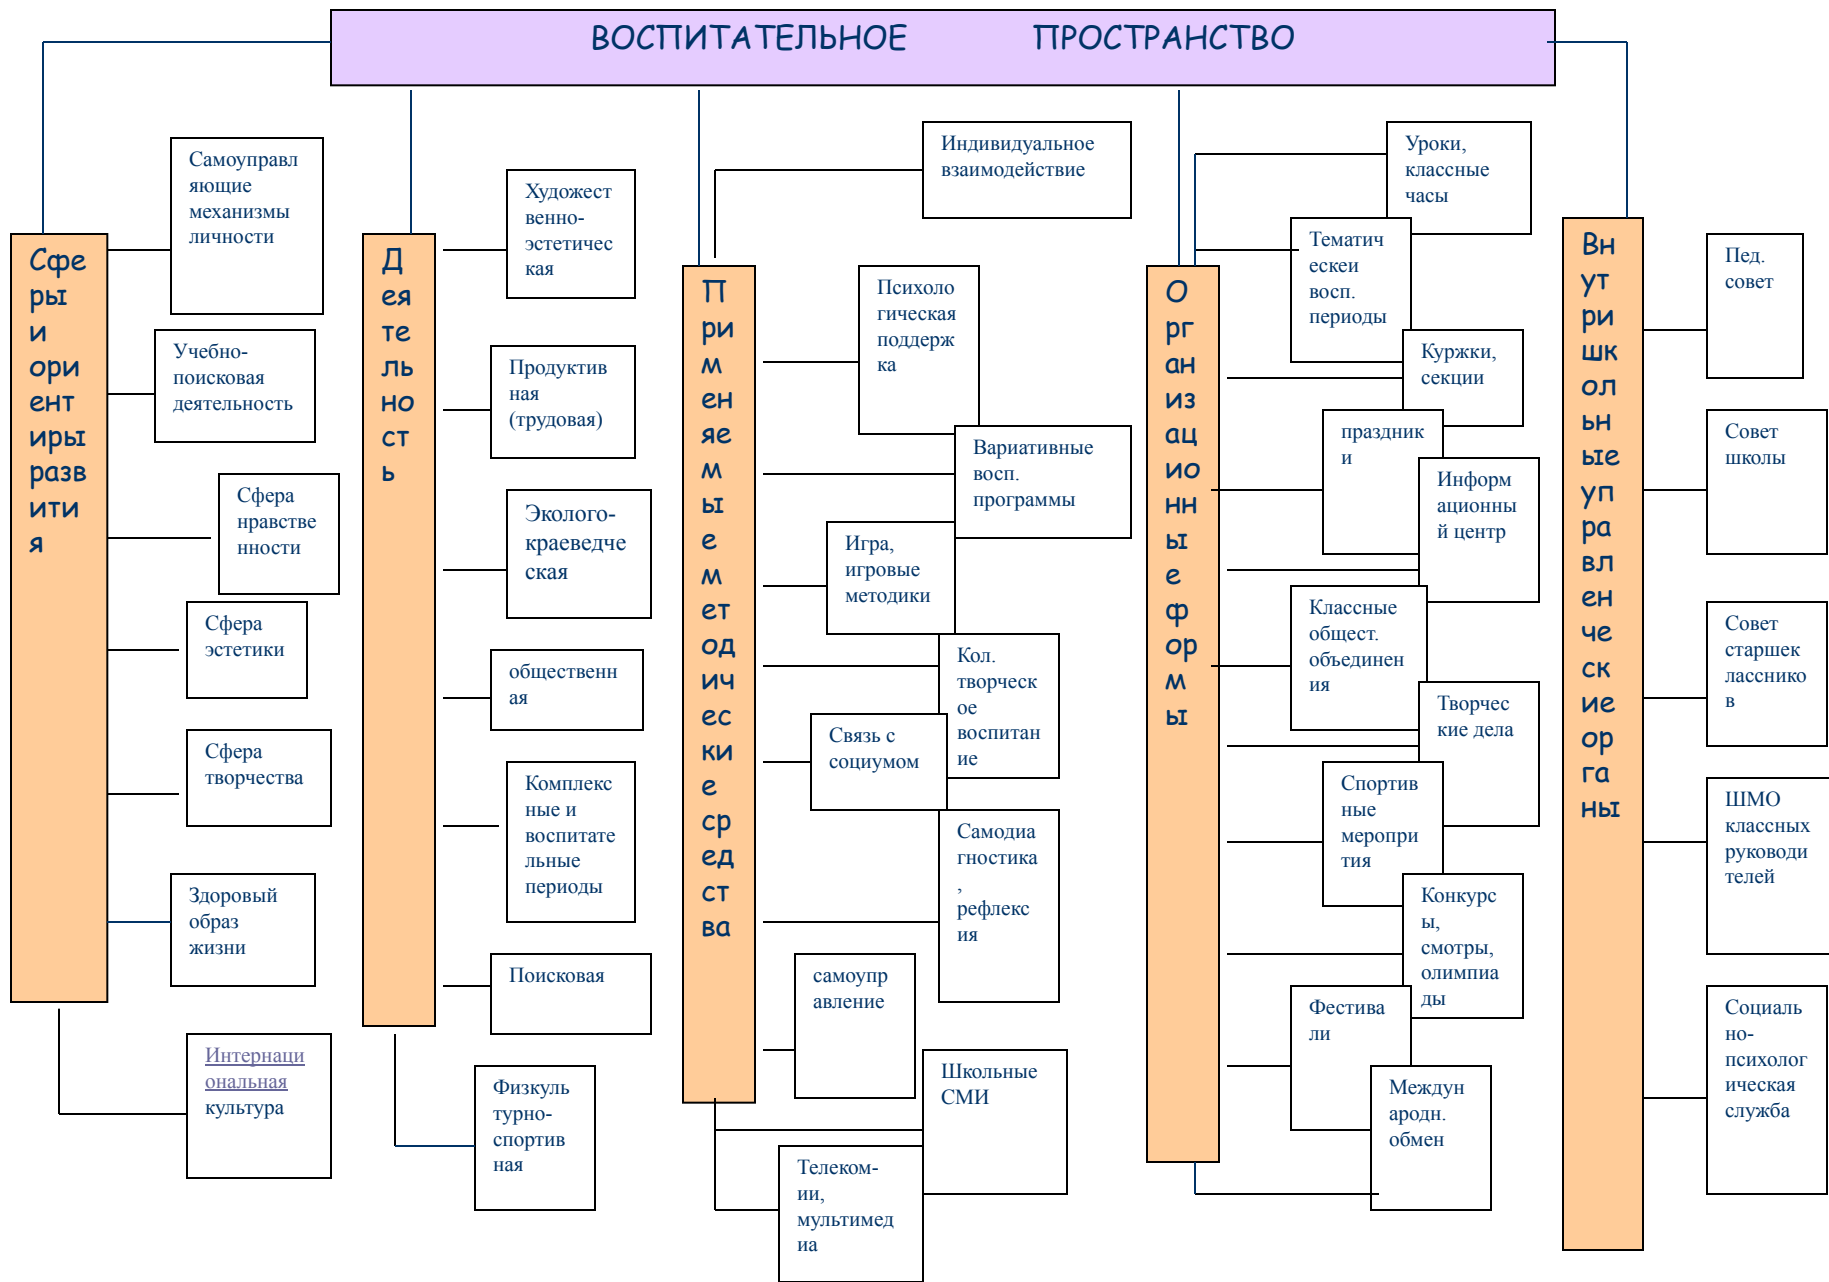 ВОСПИТАТЕЛЬНОЕ ПРОСТРАНСТВО
Сфе
ры
и
ори
ент
иры
разв
ити
я
Самоуправл
яющие
механизмы
личности
Учебно-
поисковая
деятельность
Сфера
нравстве
нности
Сфера
эстетики
Сфера
творчества
Здоровый
образ
жизни
Интернаци
ональная
культура
Д
ея
те
ль
но
ст
ь
Художест
венно-
эстетичес
кая
Продуктив
ная
(трудовая)
Эколого-
краеведче
ская
общественн
ая
Комплекс
ные и
воспитате
льные
периоды
Поисковая
Физкуль
турно-
спортив
ная
П
ри
м
ен
яе
м
ы
е
м
ет
од
ич
ес
ки
е
ср
ед
ст
ва
Индивидуальное
взаимодействие
Психоло
гическая
поддерж
ка
Вариативные
восп.
программы
Игра,
игровые
методики
Кол.
творческ
ое
воспитан
ие
Связь с
социумом
Самодиа
гностика
,
рефлекс
ия
самоупр
авление
Школьные
СМИ
Телеком-
ии,
мультимед
иа
О
рг
ан
из
ац
ио
нн
ы
е
ф
ор
м
ы
Уроки,
классные
часы
Тематич
ескеи
восп.
периоды
Куржки,
секции
праздник
и
Информ
ационны
й центр
Классные
общест.
объединен
ия
Творчес
кие дела
Спортив
ные
меропри
тия
Конкурс
ы,
смотры,
олимпиа
ды
Фестива
ли
Междун
ародн.
обмен
Вн
ут
ри
шк
ол
ьн
ые
уп
ра
вл
ен
че
ск
ие
ор
га
ны
Пед.
совет
Совет
школы
Совет
старшек
ласснико
в
ШМО
классных
руководи
телей
Социаль
но-
психолог
ическая
служба